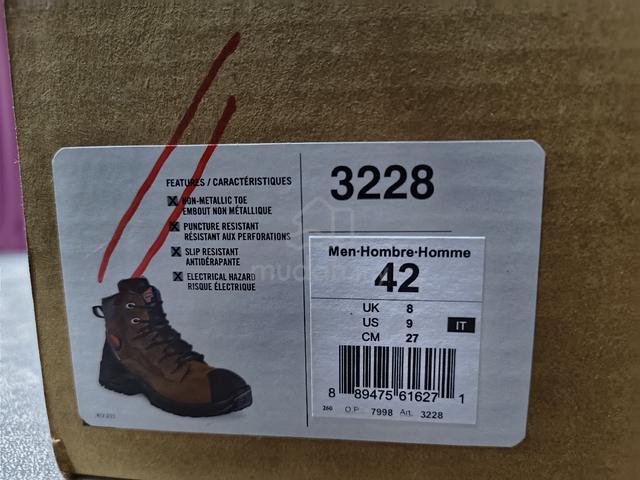 FEATURES / CARACTÉRISTIQUES
NON-METALLIC TOE
EMBOUT NON MÉTALLIQUE
PUNCTURE RESISTANT
RÉSISTANT AUX PERFORATIONS
SLIP RESISTANT
ANTIDÉRAPANTE
ELECTRICAL HAZARD
RISQUE ÉLECTRIQUE
3228
Men·Hombre·Homme
42
UK 8
US 9
CM 27
IT
8 89475 61627 1
260 O.P. 7998 Art. 3228